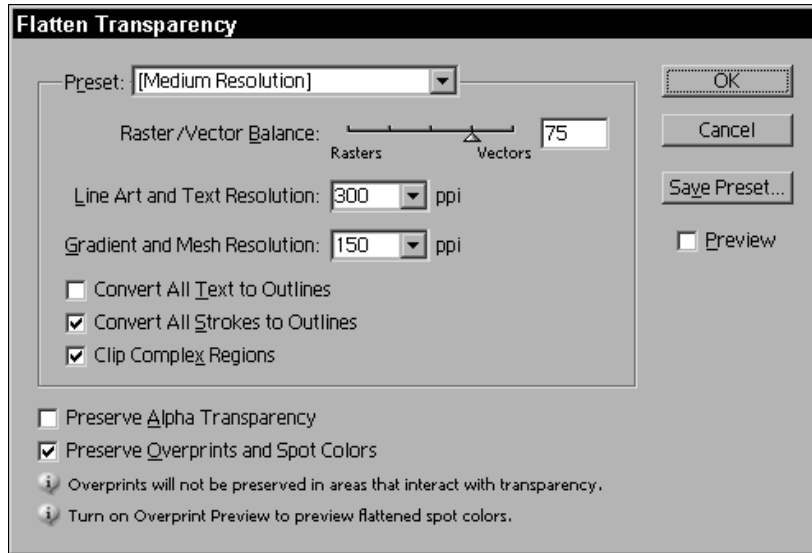 Flatten Transparency
Preset: [Medium Resolution]
OK
Raster/Vector Balance: 75
Rasters Vectors
Cancel
Line Art and Text Resolution: 300 ppi
Save Preset...
Gradient and Mesh Resolution: 150 ppi
Preview
Convert All Text to Outlines
Convert All Strokes to Outlines
Clip Complex Regions
Preserve Alpha Transparency
Preserve Overprints and Spot Colors
Overprints will not be preserved in areas that interact with transparency.
Turn on Overprint Preview to preview flattened spot colors.